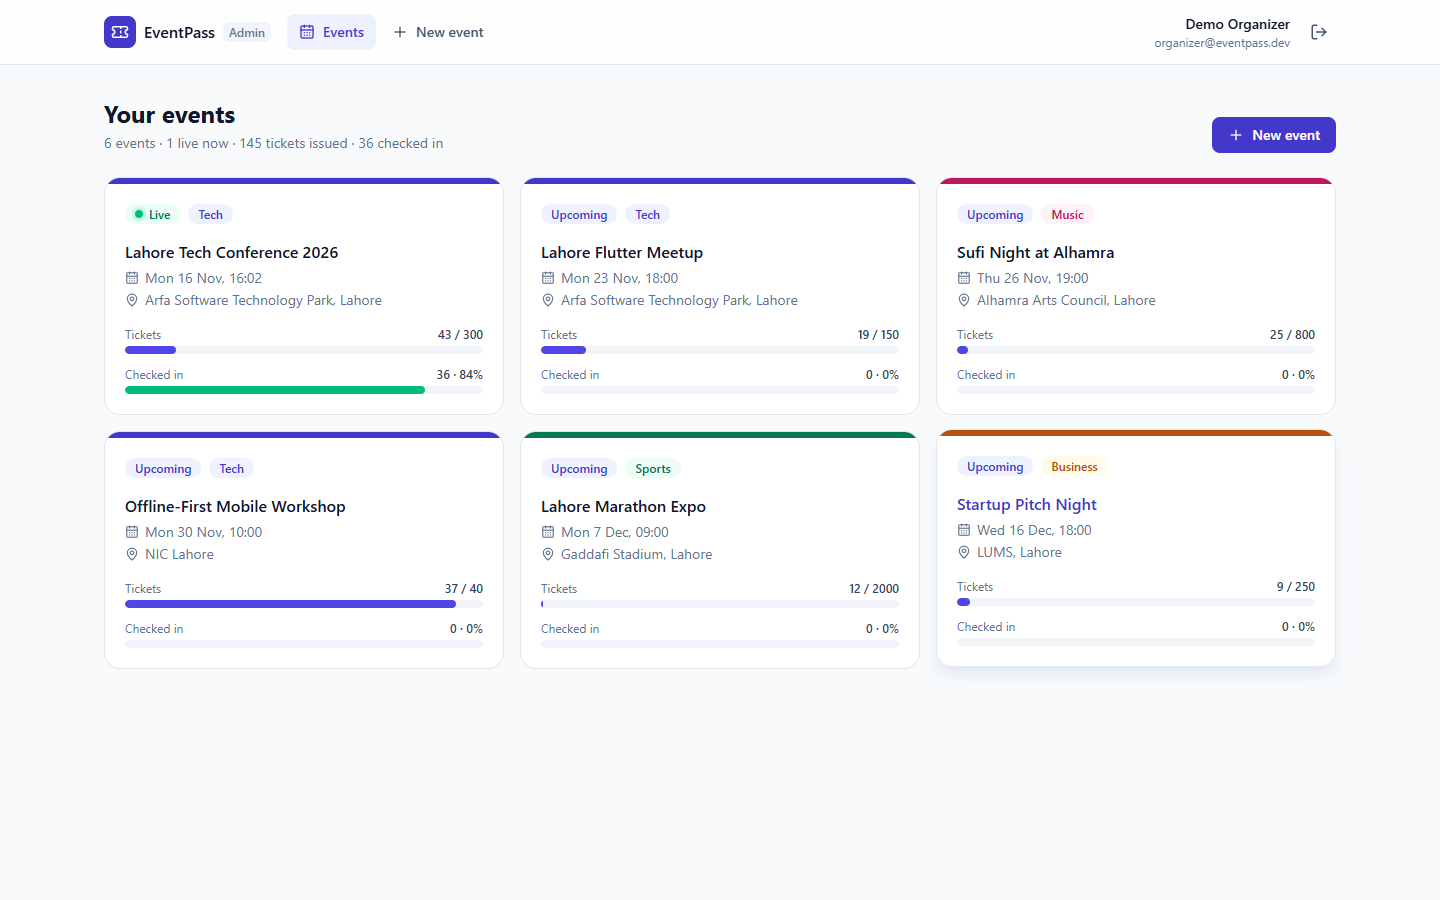 EventPass Admin Events New event
Demo Organizer
organizer@eventpass.dev
Your events
6 events · 1 live now · 145 tickets issued · 36 checked in
New event
Live Tech
Lahore Tech Conference 2026
Mon 16 Nov, 16:02
Arfa Software Technology Park, Lahore
Tickets 43 / 300
Checked in 36 · 84%
Upcoming Tech
Lahore Flutter Meetup
Mon 23 Nov, 18:00
Arfa Software Technology Park, Lahore
Tickets 19 / 150
Checked in 0 · 0%
Upcoming Music
Sufi Night at Alhamra
Thu 26 Nov, 19:00
Alhamra Arts Council, Lahore
Tickets 25 / 800
Checked in 0 · 0%
Upcoming Tech
Offline-First Mobile Workshop
Mon 30 Nov, 10:00
NIC Lahore
Tickets 37 / 40
Checked in 0 · 0%
Upcoming Sports
Lahore Marathon Expo
Mon 7 Dec, 09:00
Gaddafi Stadium, Lahore
Tickets 12 / 2000
Checked in 0 · 0%
Upcoming Business
Startup Pitch Night
Wed 16 Dec, 18:00
LUMS, Lahore
Tickets 9 / 250
Checked in 0 · 0%